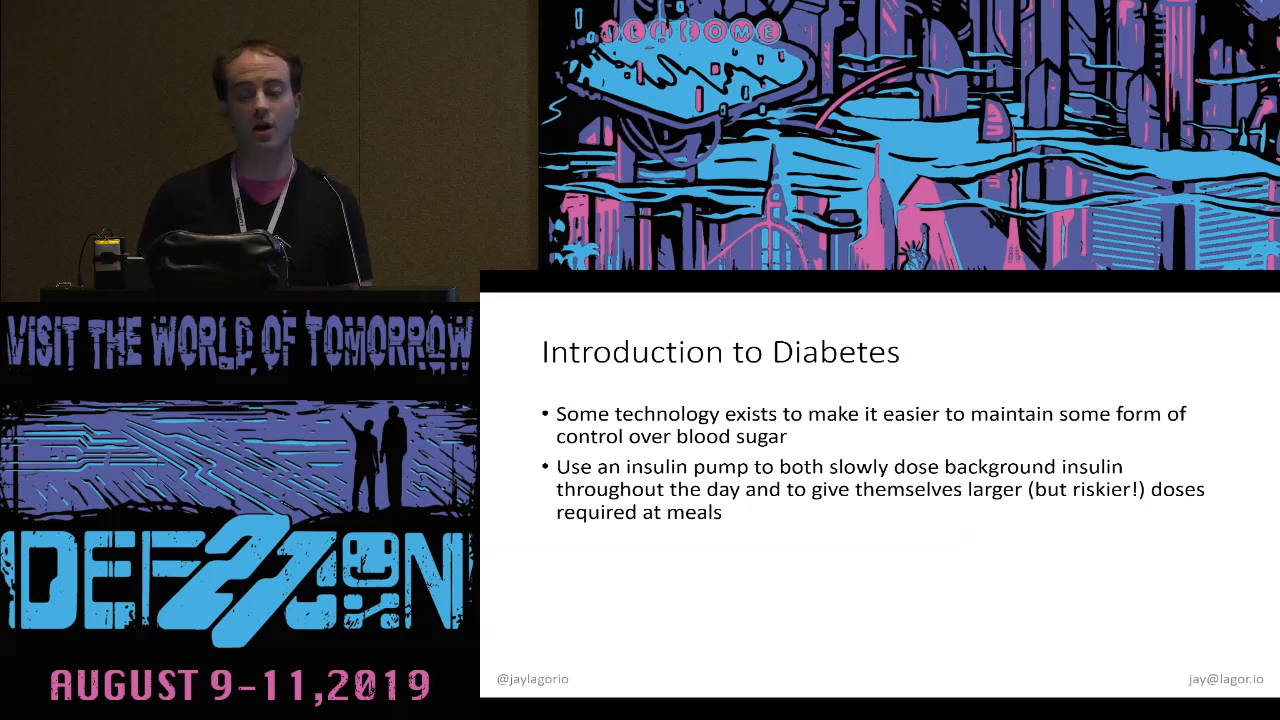 WELCOME
VISIT THE WORLD OF TOMORROW
DEF27CON
AUGUST 9-11,2019
Introduction to Diabetes
• Some technology exists to make it easier to maintain some form of
control over blood sugar
• Use an insulin pump to both slowly dose background insulin
throughout the day and to give themselves larger (but riskier!) doses
required at meals
@jaylagorio
jay@lagor.io